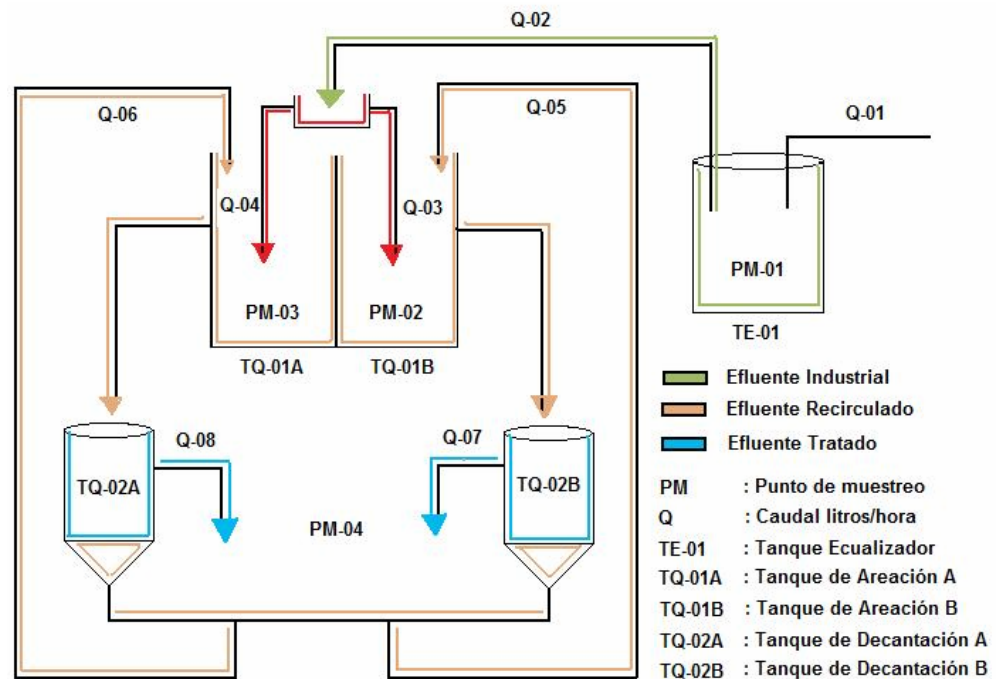 Q-02
Q-06
Q-05
Q-01
Q-04
Q-03
PM-01
PM-03
PM-02
TE-01
TQ-01A
TQ-01B
Efluente Industrial
Efluente Recirculado
Efluente Tratado
Q-08
Q-07
TQ-02A
TQ-02B
PM-04
PM : Punto de muestreo
Q : Caudal litros/hora
TE-01 : Tanque Ecualizador
TQ-01A : Tanque de Areación A
TQ-01B : Tanque de Areación B
TQ-02A : Tanque de Decantación A
TQ-02B : Tanque de Decantación B